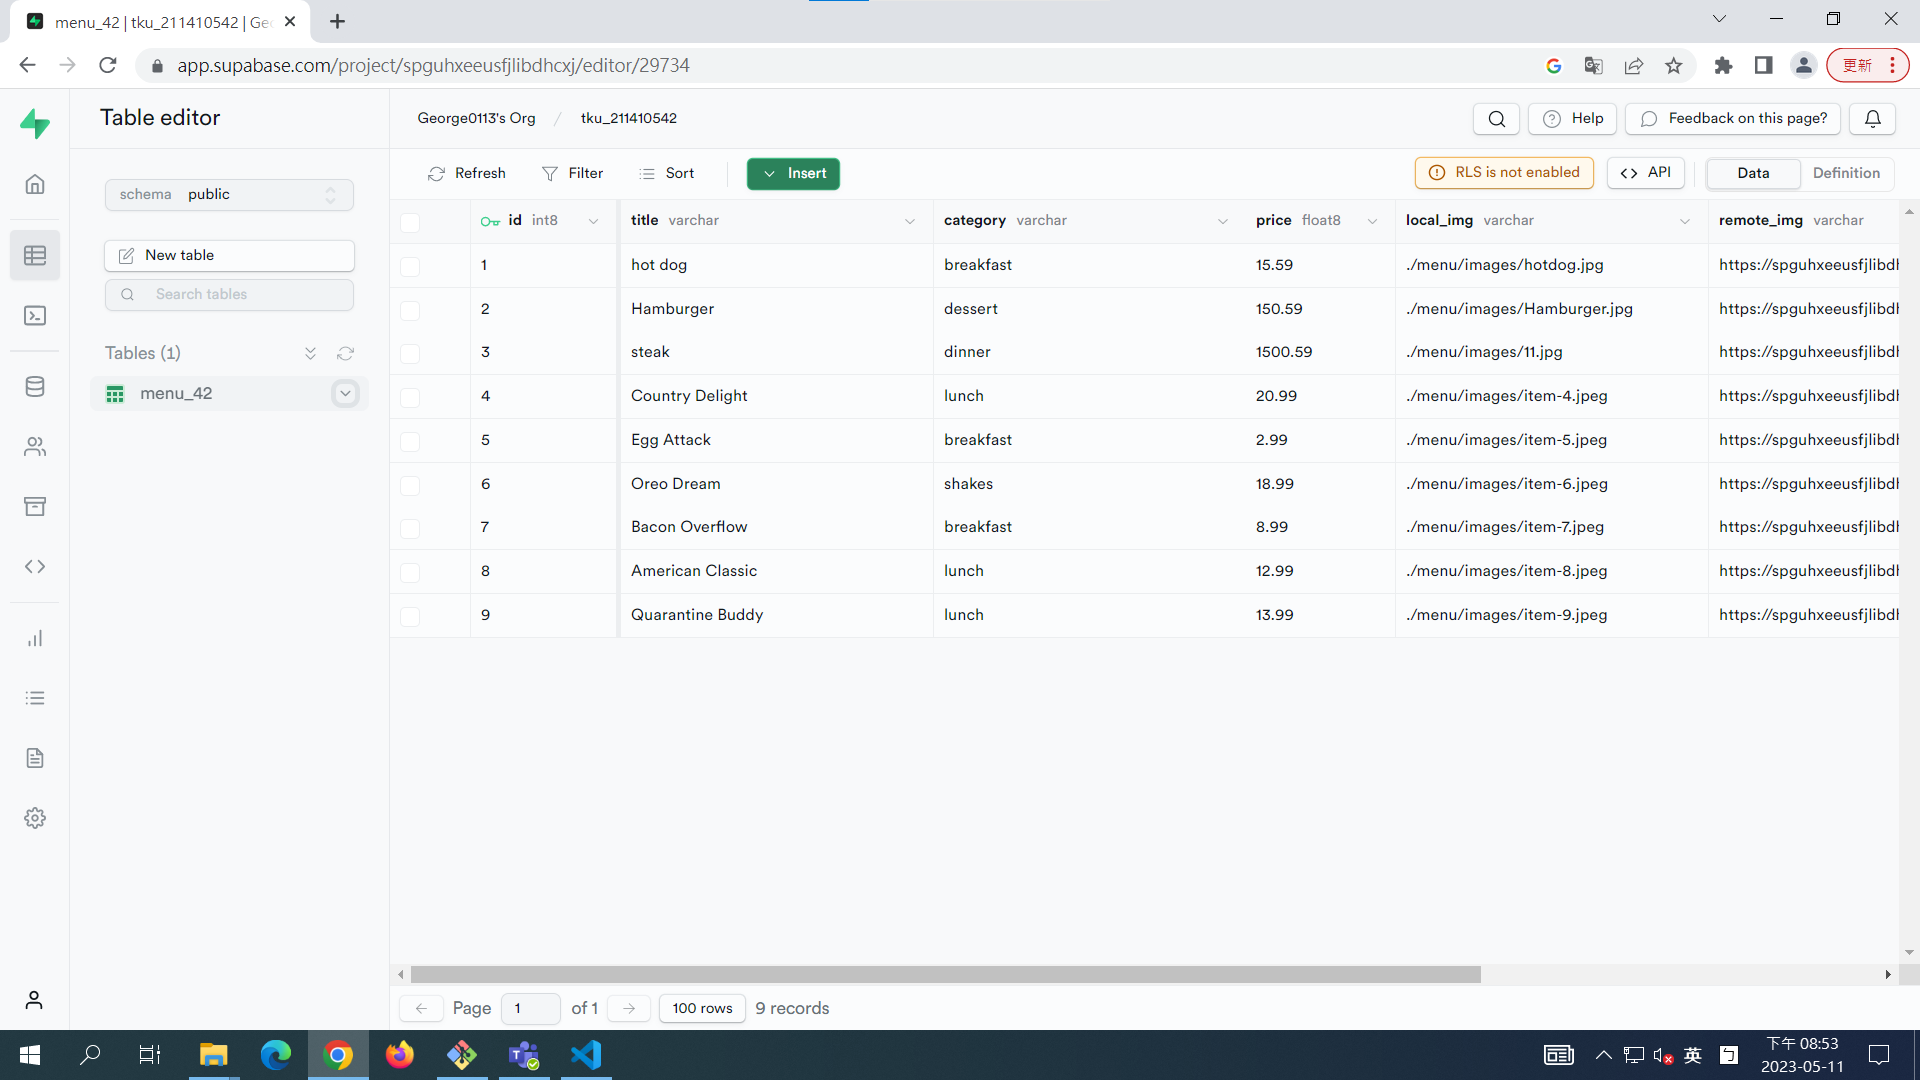 menu_42 | tku_211410542 | Geo
app.supabase.com/project/spguhxeeusfjlibdhcxj/editor/29734
更新
Table editor
George0113's Org / tku_211410542
Help
Feedback on this page?
schema public
Refresh Filter Sort Insert
RLS is not enabled
API
Data Definition
New table
Search tables
Tables (1)
menu_42
id int8 title varchar category varchar price float8 local_img varchar remote_img varchar
1 hot dog breakfast 15.59 ./menu/images/hotdog.jpg https://spguhxeeusfjlibdh
2 Hamburger dessert 150.59 ./menu/images/Hamburger.jpg https://spguhxeeusfjlibdh
3 steak dinner 1500.59 ./menu/images/11.jpg https://spguhxeeusfjlibdh
4 Country Delight lunch 20.99 ./menu/images/item-4.jpeg https://spguhxeeusfjlibdh
5 Egg Attack breakfast 2.99 ./menu/images/item-5.jpeg https://spguhxeeusfjlibdh
6 Oreo Dream shakes 18.99 ./menu/images/item-6.jpeg https://spguhxeeusfjlibdh
7 Bacon Overflow breakfast 8.99 ./menu/images/item-7.jpeg https://spguhxeeusfjlibdh
8 American Classic lunch 12.99 ./menu/images/item-8.jpeg https://spguhxeeusfjlibdh
9 Quarantine Buddy lunch 13.99 ./menu/images/item-9.jpeg https://spguhxeeusfjlibdh
Page 1 of 1 100 rows 9 records
英
ㄅ
下午 08:53
2023-05-11